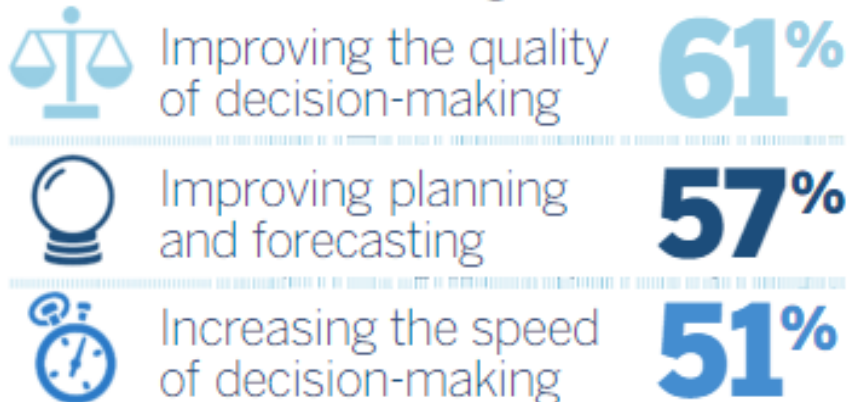 Improving the quality 61%
of decision-making
Improving planning 57%
and forecasting
Increasing the speed 51%
of decision-making